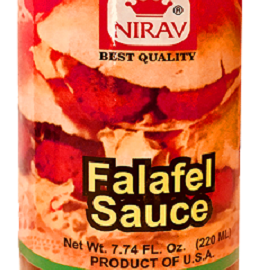 ®
NIRAV
BEST QUALITY
Falafel
Sauce
Net Wt. 7.74 FL. Oz. (220 ML)
PRODUCT OF U.S.A.